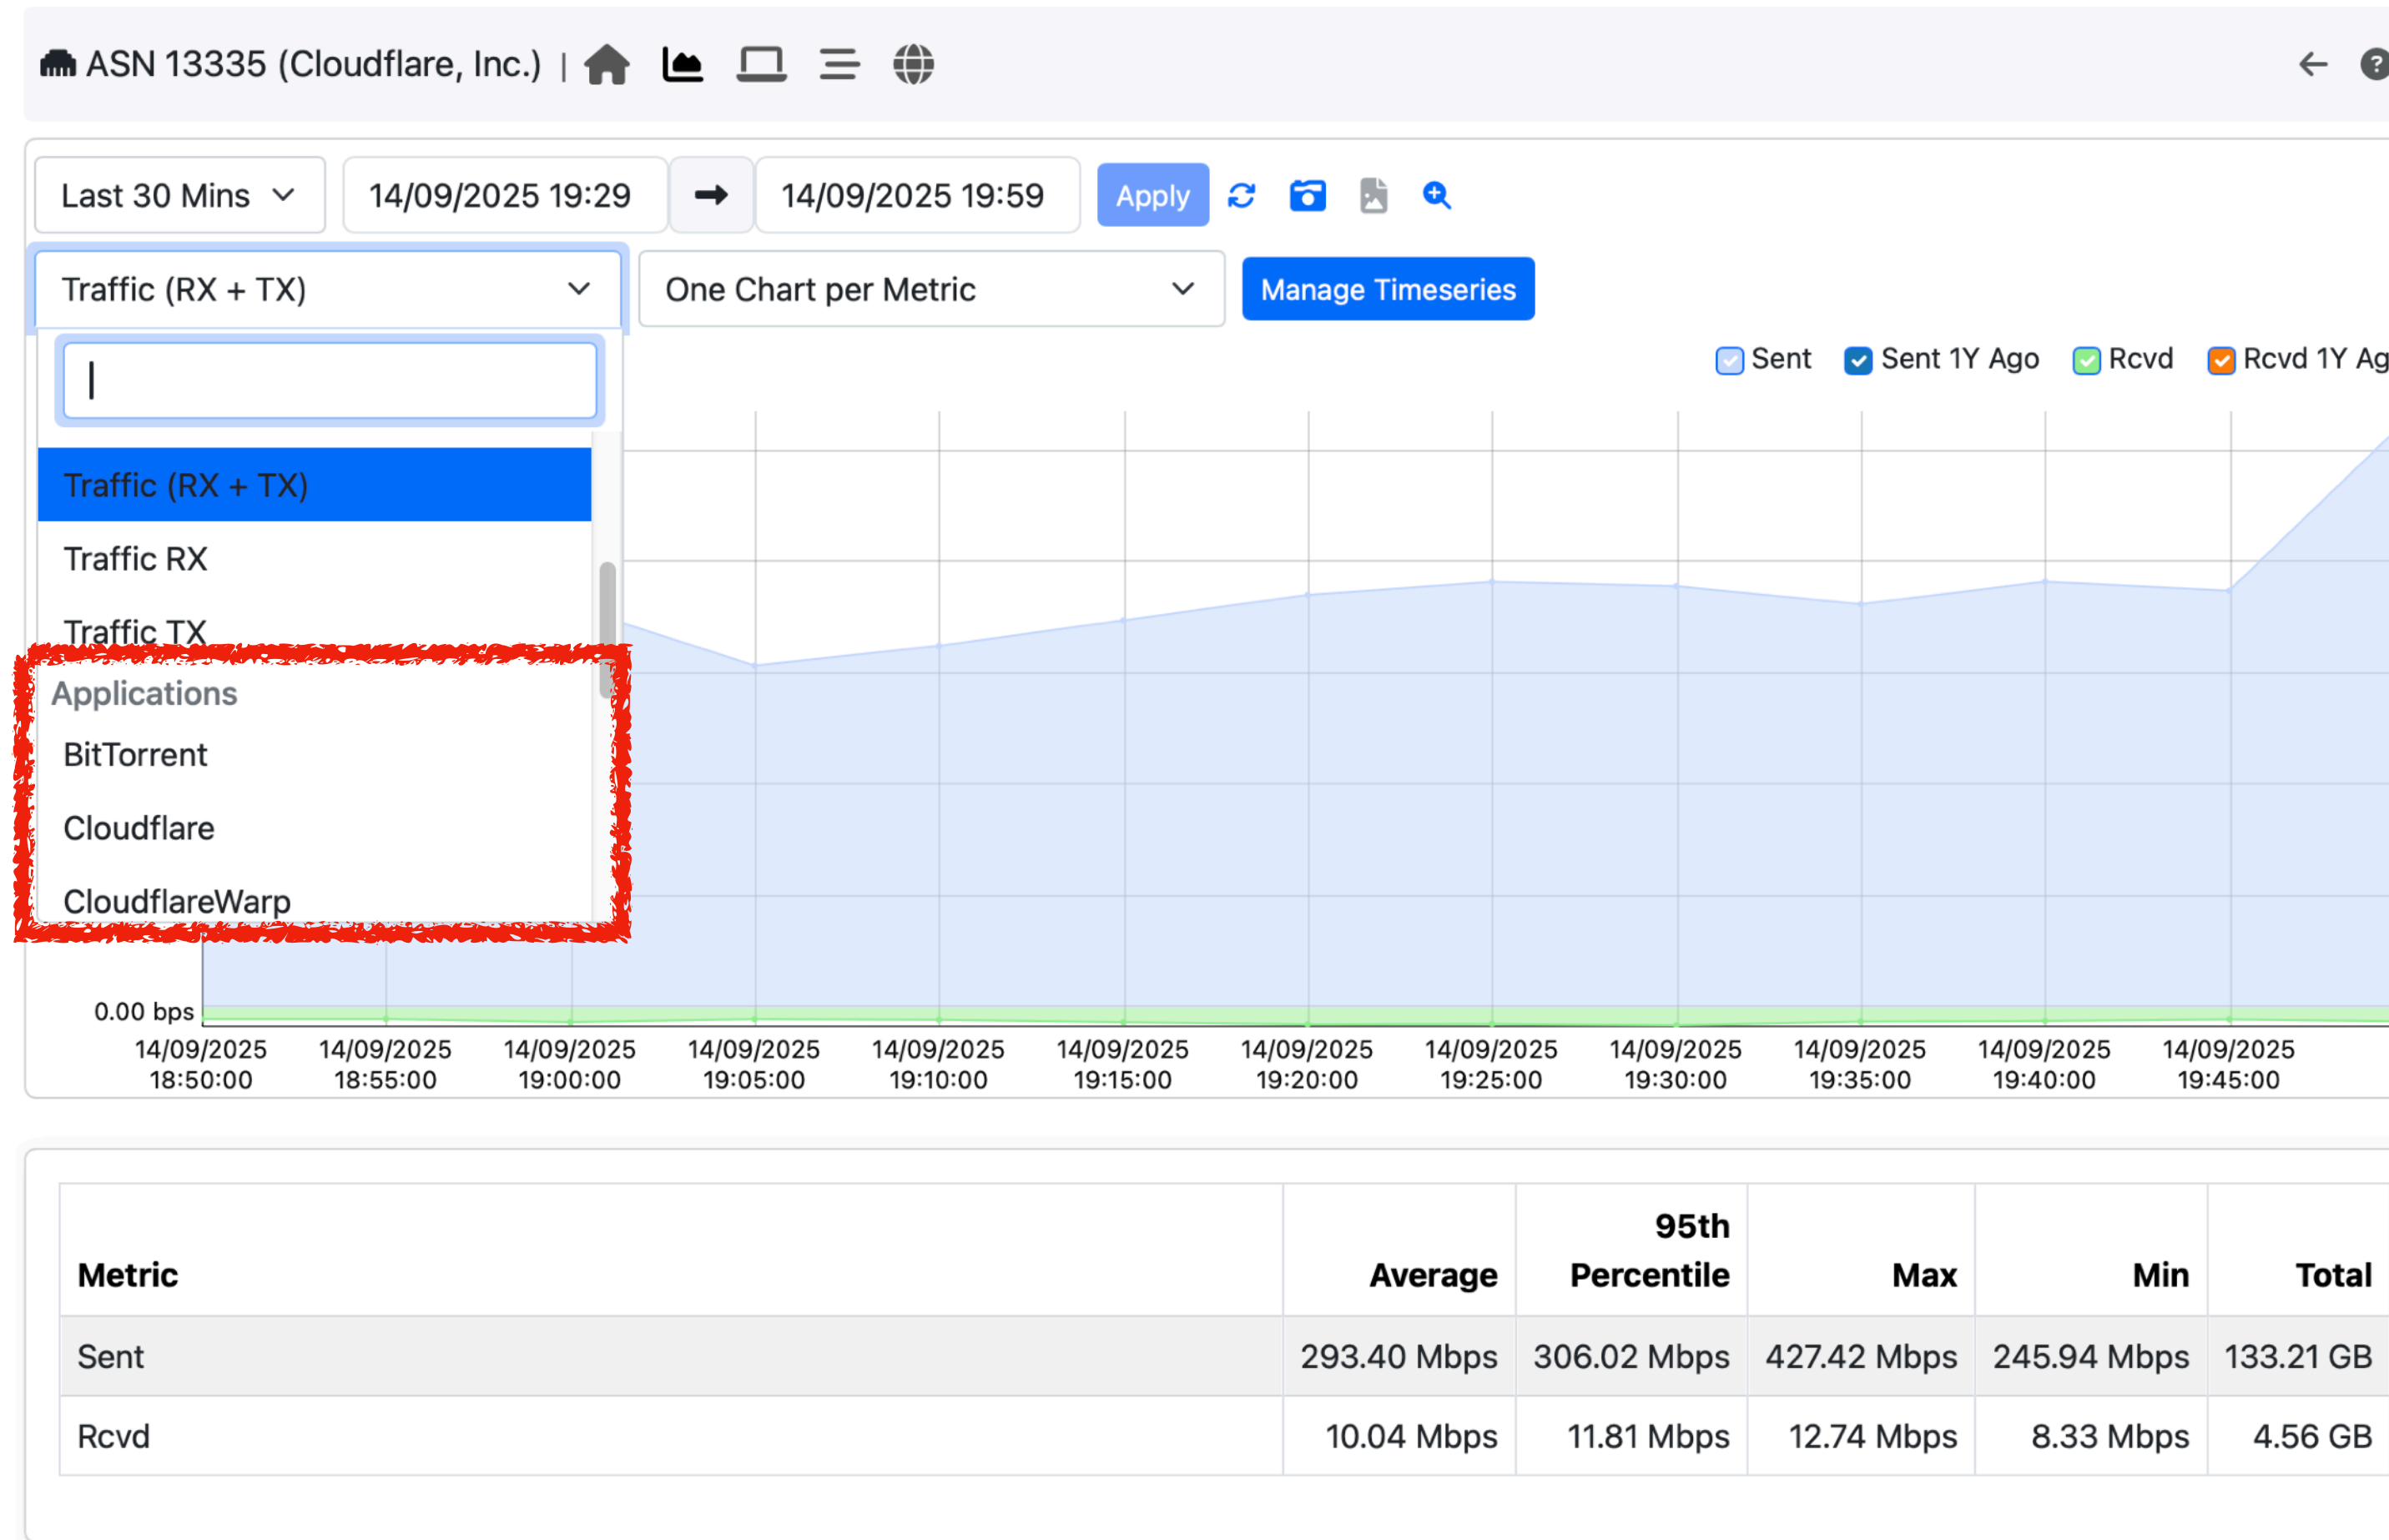 ASN 13335 (Cloudflare, Inc.) |
Last 30 Mins 14/09/2025 19:29 14/09/2025 19:59 Apply
Traffic (RX + TX) One Chart per Metric Manage Timeseries
Sent Sent 1Y Ago Rcvd Rcvd 1Y Ag
Traffic (RX + TX)
Traffic RX
Traffic TX
Applications
BitTorrent
Cloudflare
CloudflareWarp
0.00 bps
14/09/2025 14/09/2025 14/09/2025 14/09/2025 14/09/2025 14/09/2025 14/09/2025 14/09/2025 14/09/2025 14/09/2025 14/09/2025 14/09/2025
18:50:00 18:55:00 19:00:00 19:05:00 19:10:00 19:15:00 19:20:00 19:25:00 19:30:00 19:35:00 19:40:00 19:45:00
95th
Metric Average Percentile Max Min Total
Sent 293.40 Mbps 306.02 Mbps 427.42 Mbps 245.94 Mbps 133.21 GB
Rcvd 10.04 Mbps 11.81 Mbps 12.74 Mbps 8.33 Mbps 4.56 GB